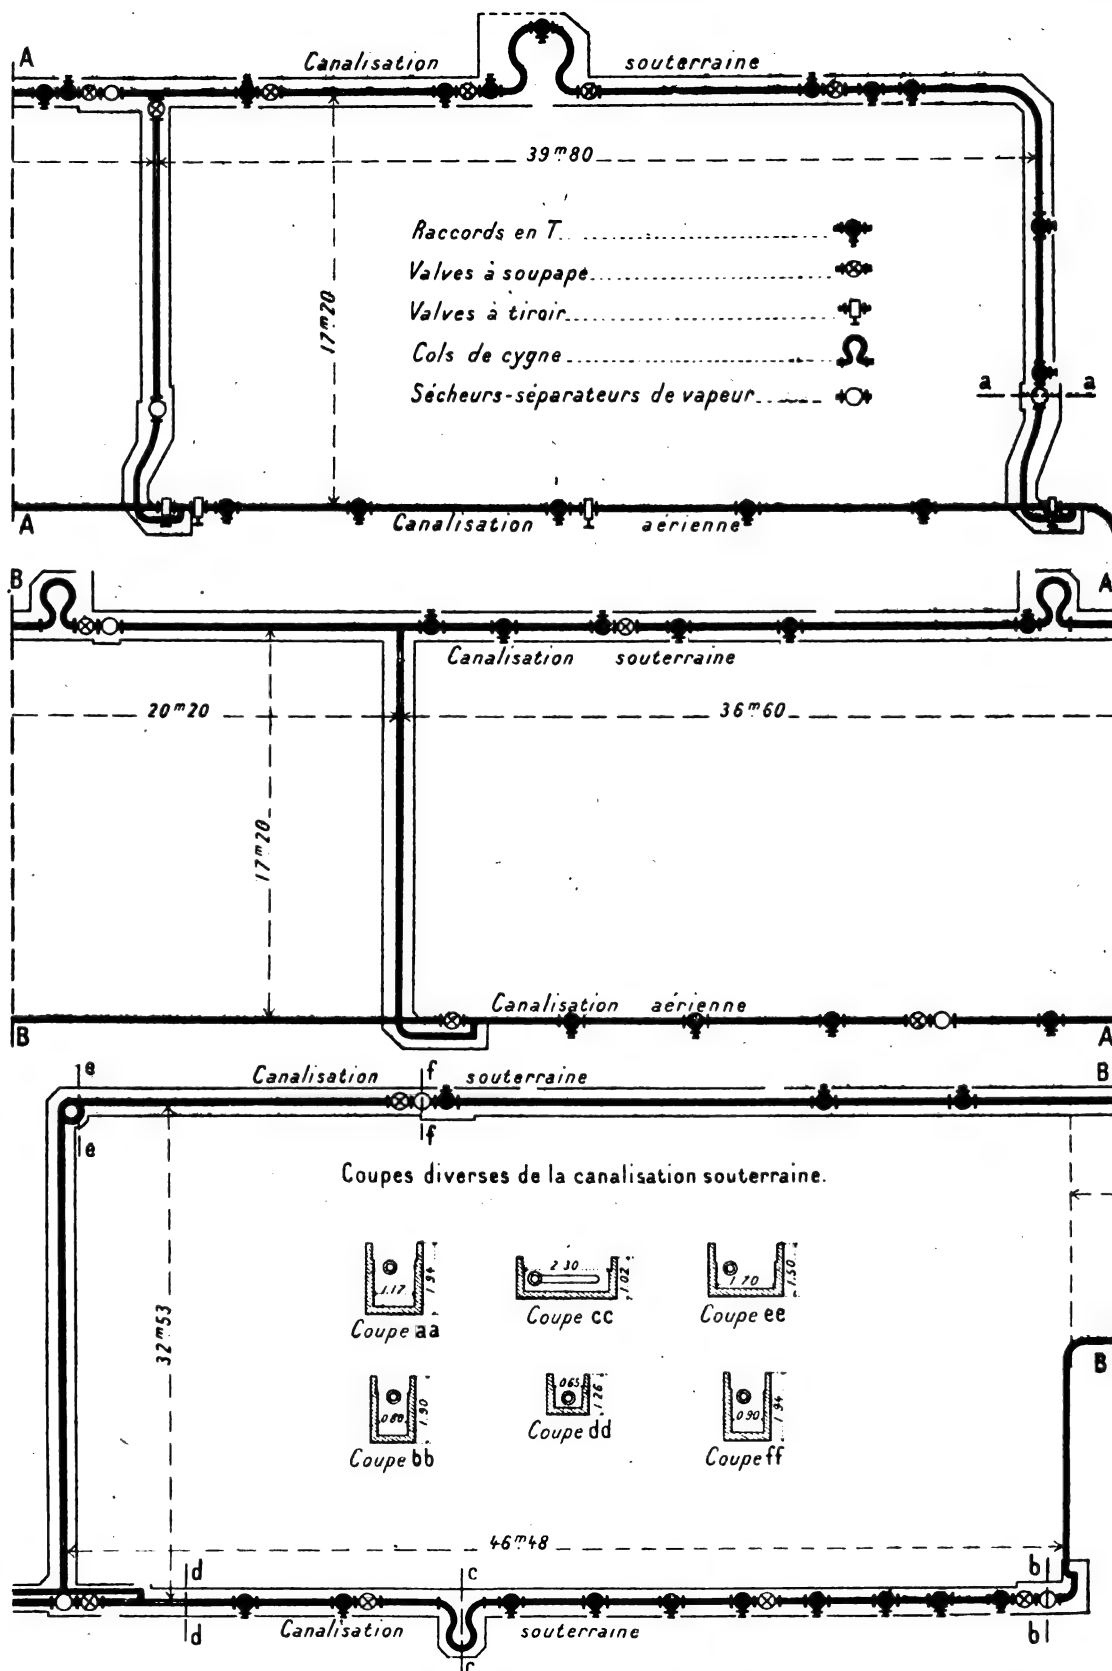 A
Canalisation souterraine
39m80
Raccords en T
Valves à soupape
17m20
Valves à tiroir
Cols de cygne
Sécheurs-séparateurs de vapeur
a a
A
Canalisation aérienne
B A
Canalisation souterraine
20m20 36m60
17m20
Canalisation aérienne
B A
e f B
Canalisation souterraine
e f
Coupes diverses de la canalisation souterraine.
1.17 1.94
2.30 1.02
1.70 1.50
Coupe aa Coupe cc Coupe ee
32m53
B
0.80 1.90
0.65 1.26
0.90 1.94
Coupe bb Coupe dd Coupe ff
46m48
d c b
d Canalisation souterraine b
c